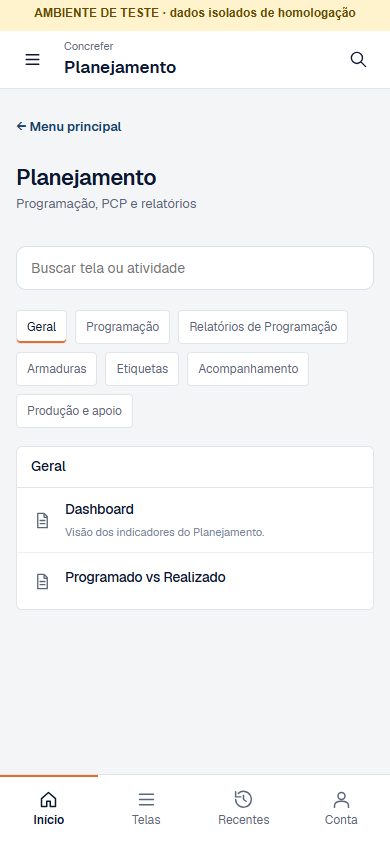 AMBIENTE DE TESTE · dados isolados de homologação
Concrefer
Planejamento
← Menu principal
Planejamento
Programação, PCP e relatórios
Buscar tela ou atividade
Geral
Programação
Relatórios de Programação
Armaduras
Etiquetas
Acompanhamento
Produção e apoio
Geral
Dashboard
Visão dos indicadores do Planejamento.
Programado vs Realizado
Início
Telas
Recentes
Conta